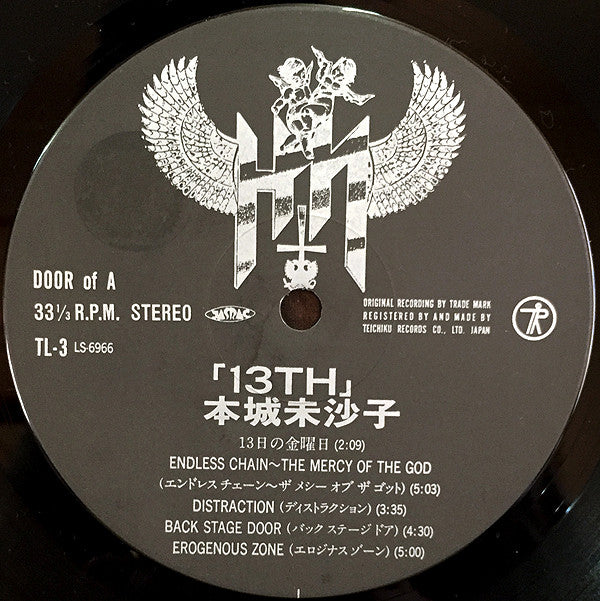 HM
DOOR of A
33 1/3 R.P.M. STEREO
JASRAC
TL-3 LS-6966
ORIGINAL RECORDING BY TRADE MARK
REGISTERED BY AND MADE BY
TEICHIKU RECORDS CO., LTD. JAPAN
「13TH」
本城未沙子
13日の金曜日 (2:09)
ENDLESS CHAIN～THE MERCY OF THE GOD
(エンドレス チェーン～ザ メシー オブ ザ ゴット) (5:03)
DISTRACTION (ディストラクション) (3:35)
BACK STAGE DOOR (バック ステージ ドア) (4:30)
EROGENOUS ZONE (エロジナス ゾーン) (5:00)